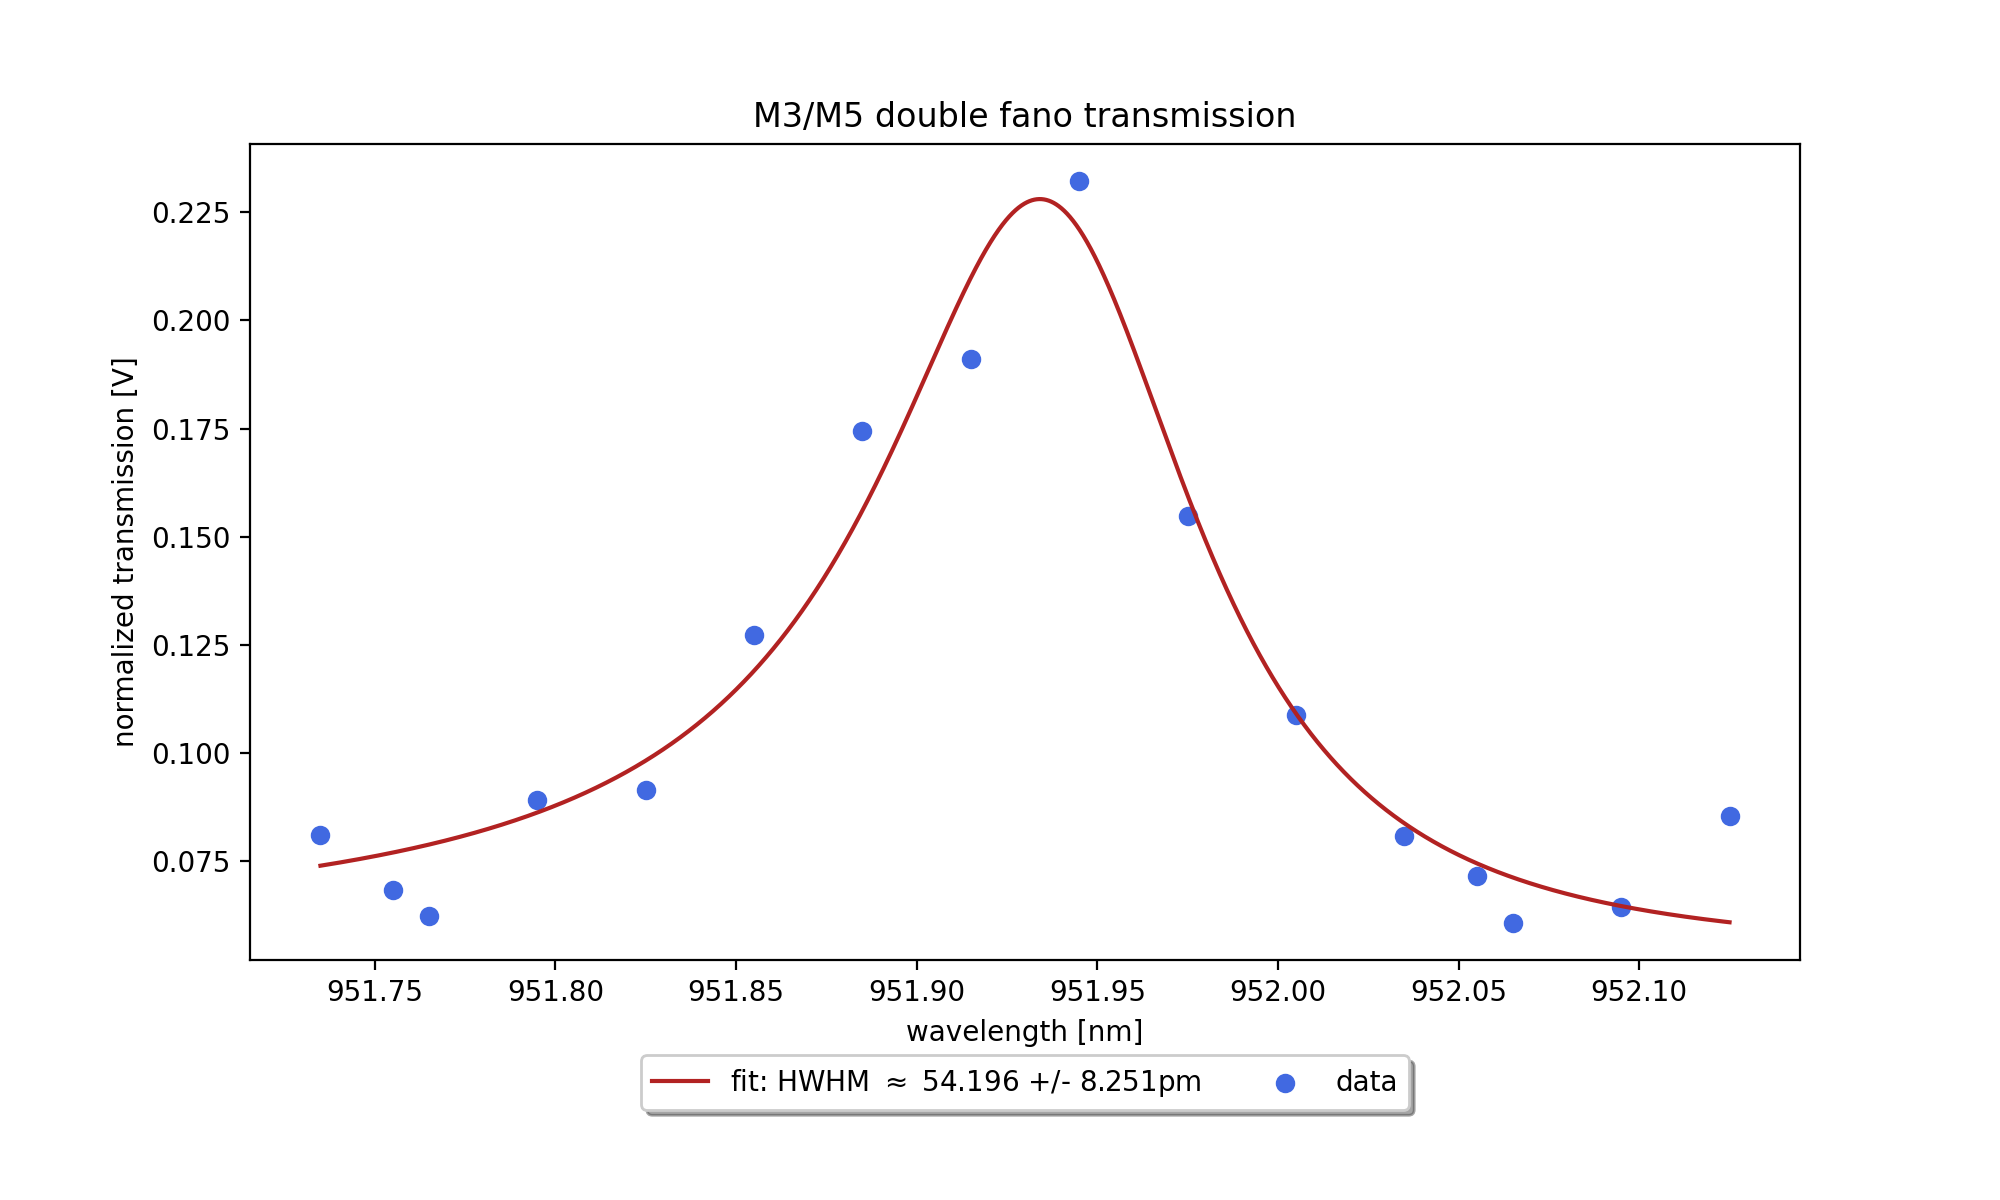 M3/M5 double fano transmission
normalized transmission [V]
0.225
0.200
0.175
0.150
0.125
0.100
0.075
951.75 951.80 951.85 951.90 951.95 952.00 952.05 952.10
wavelength [nm]
fit: HWHM ≈ 54.196 +/- 8.251pm data